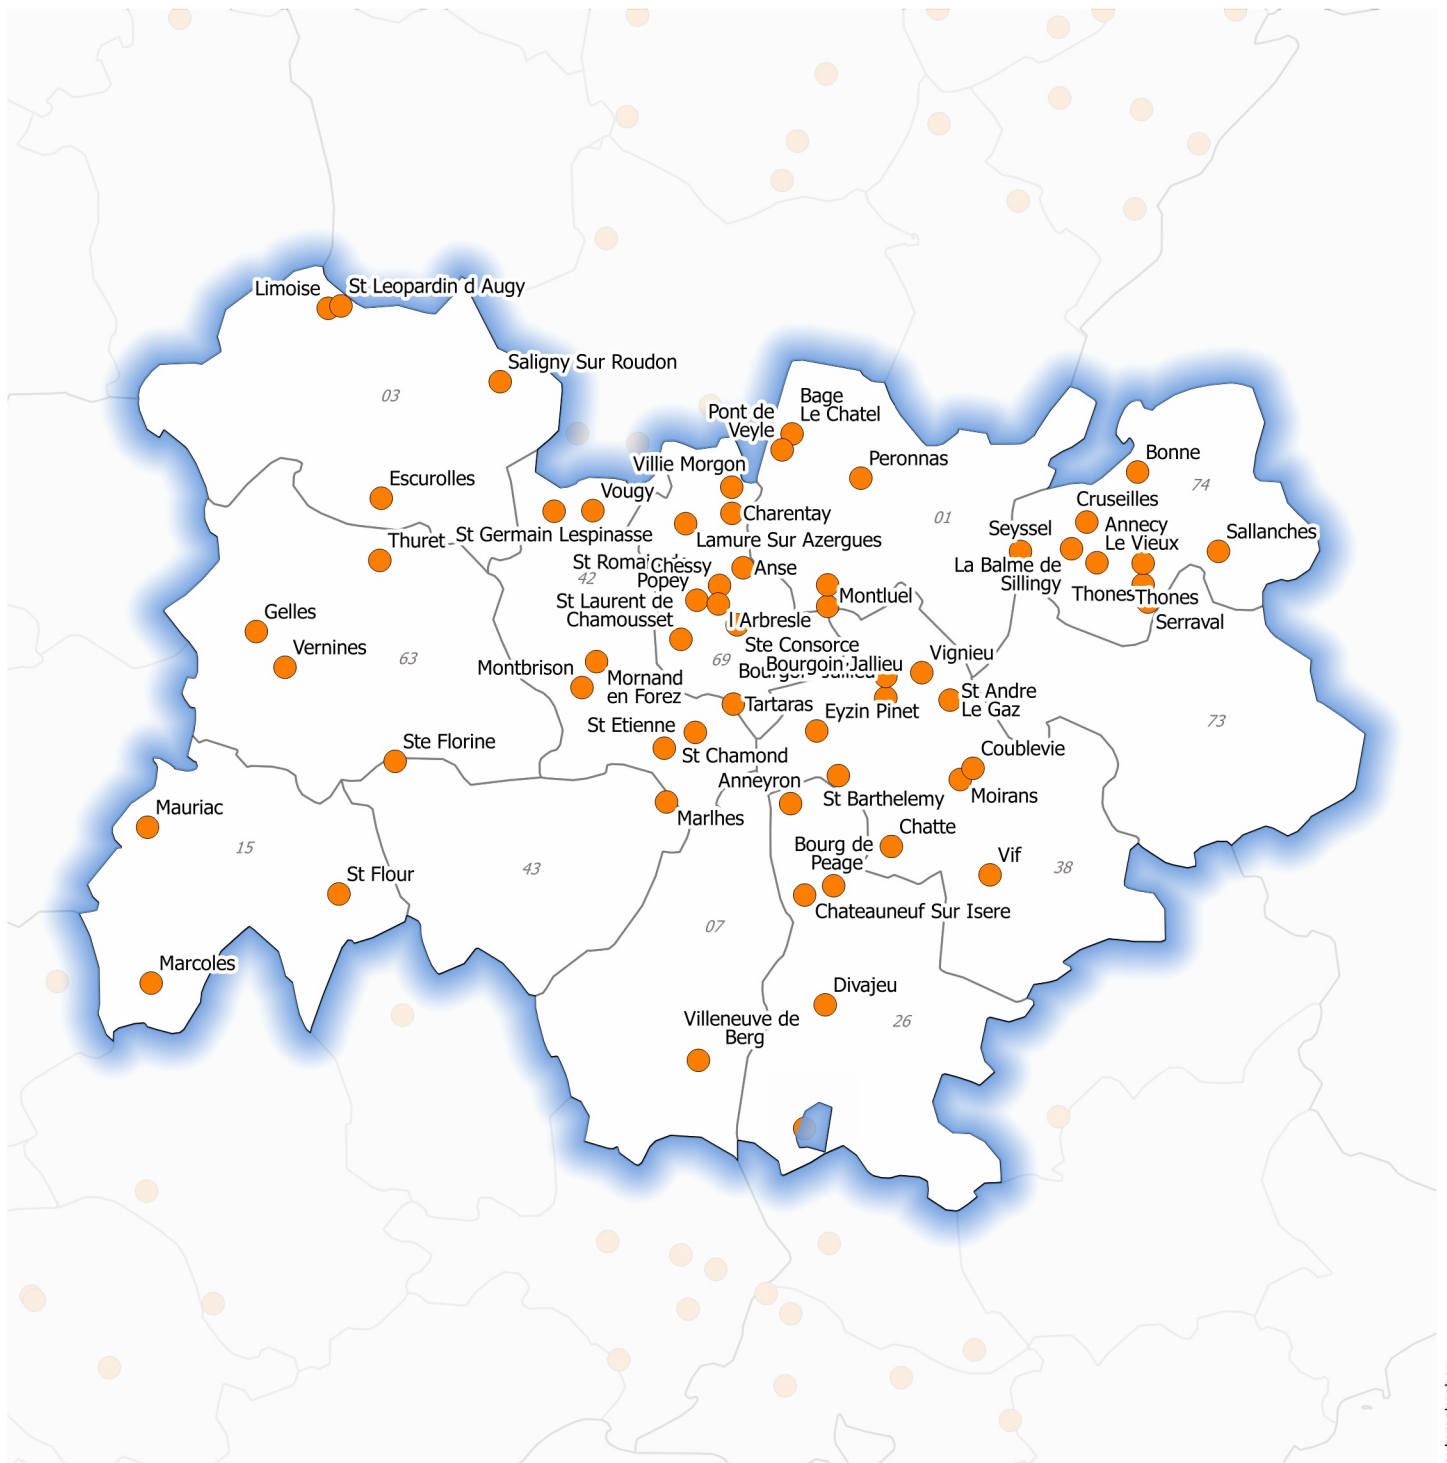 Limoise
St Leopardin d Augy
Saligny Sur Roudon
03
Bage
Le Chatel
Pont de
Veyle
Villie Morgon
Peronnas
Bonne
74
Escurolles
Vougy
Cruseilles
Charentay
01
Annecy
Le Vieux
Seyssel
Sallanches
Thuret
St Germain Lespinasse
Lamure Sur Azergues
La Balme de
Sillingy
Chessy
Popey
42
Anse
Montluel
Thones
Thones
St Laurent de
Chamousset
l'Arbresle
Serraval
Gelles
Vernines
63
Ste Consorce
69
Vignieu
Bourgoin Jallieu
Montbrison
Mornand
en Forez
Tartaras
Eyzin Pinet
St Andre
Le Gaz
73
St Etienne
St Chamond
Ste Florine
Coublevie
Anneyron
St Barthelemy
Moirans
Mauriac
Marlhes
Chatte
15
43
Bourg de
Peage
Vif
38
St Flour
Chateauneuf Sur Isere
07
Marcoles
Divajeu
26
Villeneuve de
Berg